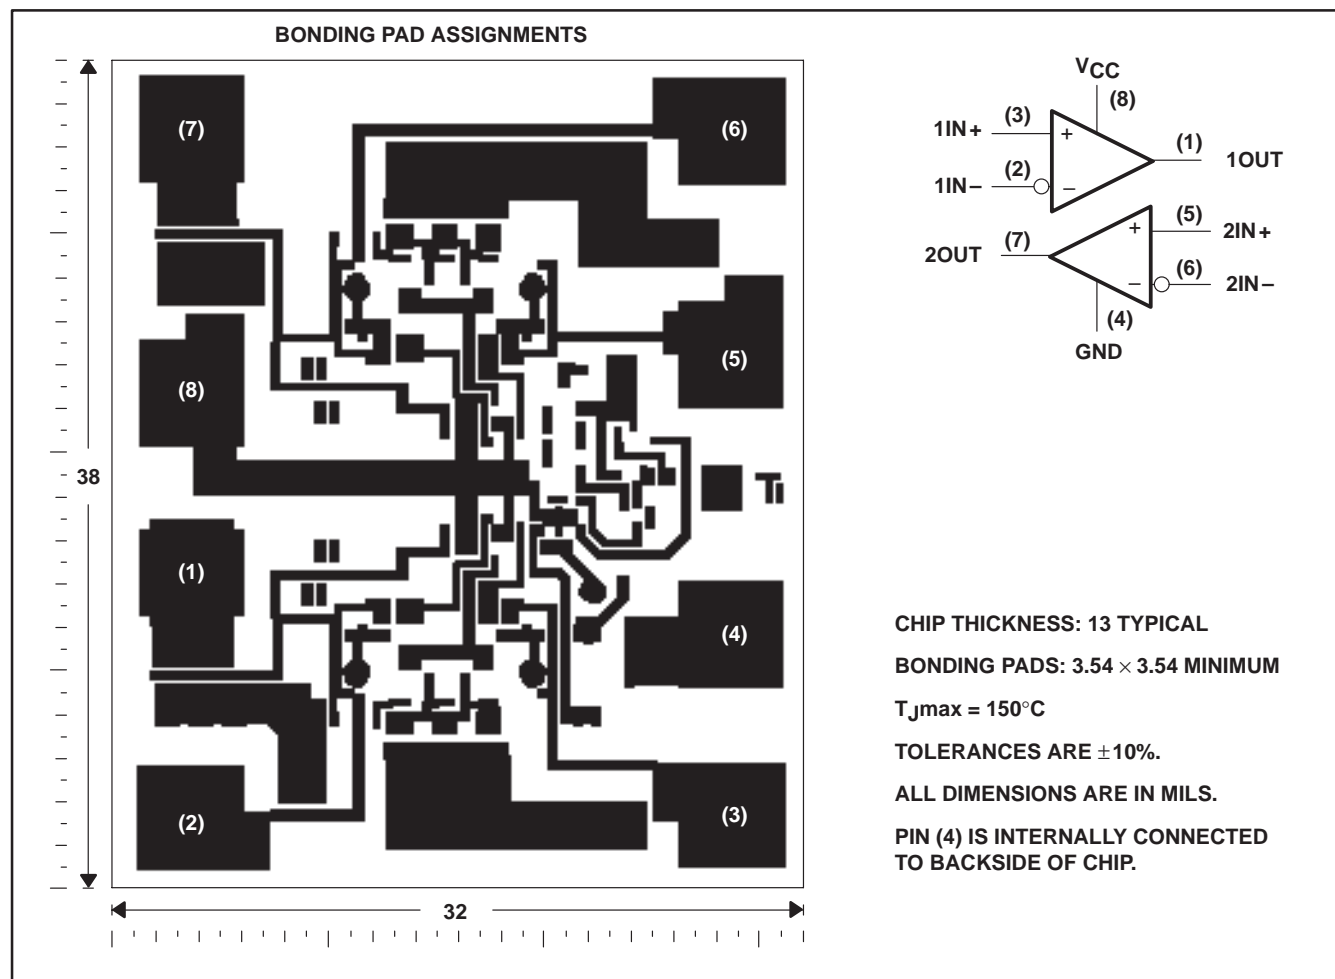 BONDING PAD ASSIGNMENTS
(7)
(6)
(8)
(5)
38
TI
(1)
(4)
(2)
(3)
32
VCC
(8)
1IN+
(3)
+
(1)
1OUT
1IN−
(2)
−
(5)
2IN+
+
2OUT
(7)
(6)
2IN−
−
(4)
GND
CHIP THICKNESS: 13 TYPICAL
BONDING PADS: 3.54 × 3.54 MINIMUM
TJmax = 150°C
TOLERANCES ARE ±10%.
ALL DIMENSIONS ARE IN MILS.
PIN (4) IS INTERNALLY CONNECTED
TO BACKSIDE OF CHIP.